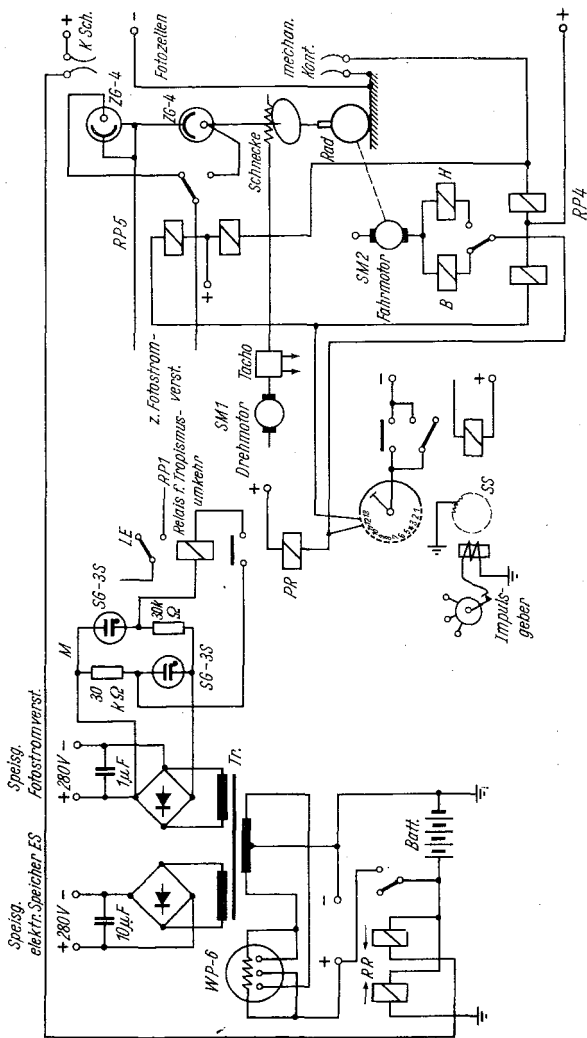 Speisg.
elektr. Speicher ES
+280V -
10µF
Speisg.
Fotostromverst.
+280V -
1µF
M
30
kΩ
SG-3S
SG-3S
30k
Ω
LE
RP1
Relais f. Tropismus-
umkehr
z. Fotostrom-
verst.
RP5
ZG-4
ZG-4
+
K Sch.
-
Fotozellen
Tr.
WP-6
+
-
RR
Batt.
PR
+
SM1
Drehmotor
Tacho
Schnecke
+
SM2
Fahrmotor
Rad
mechan.
Kont.
B
H
RP4
+
-
+
SS
Impuls-
geber